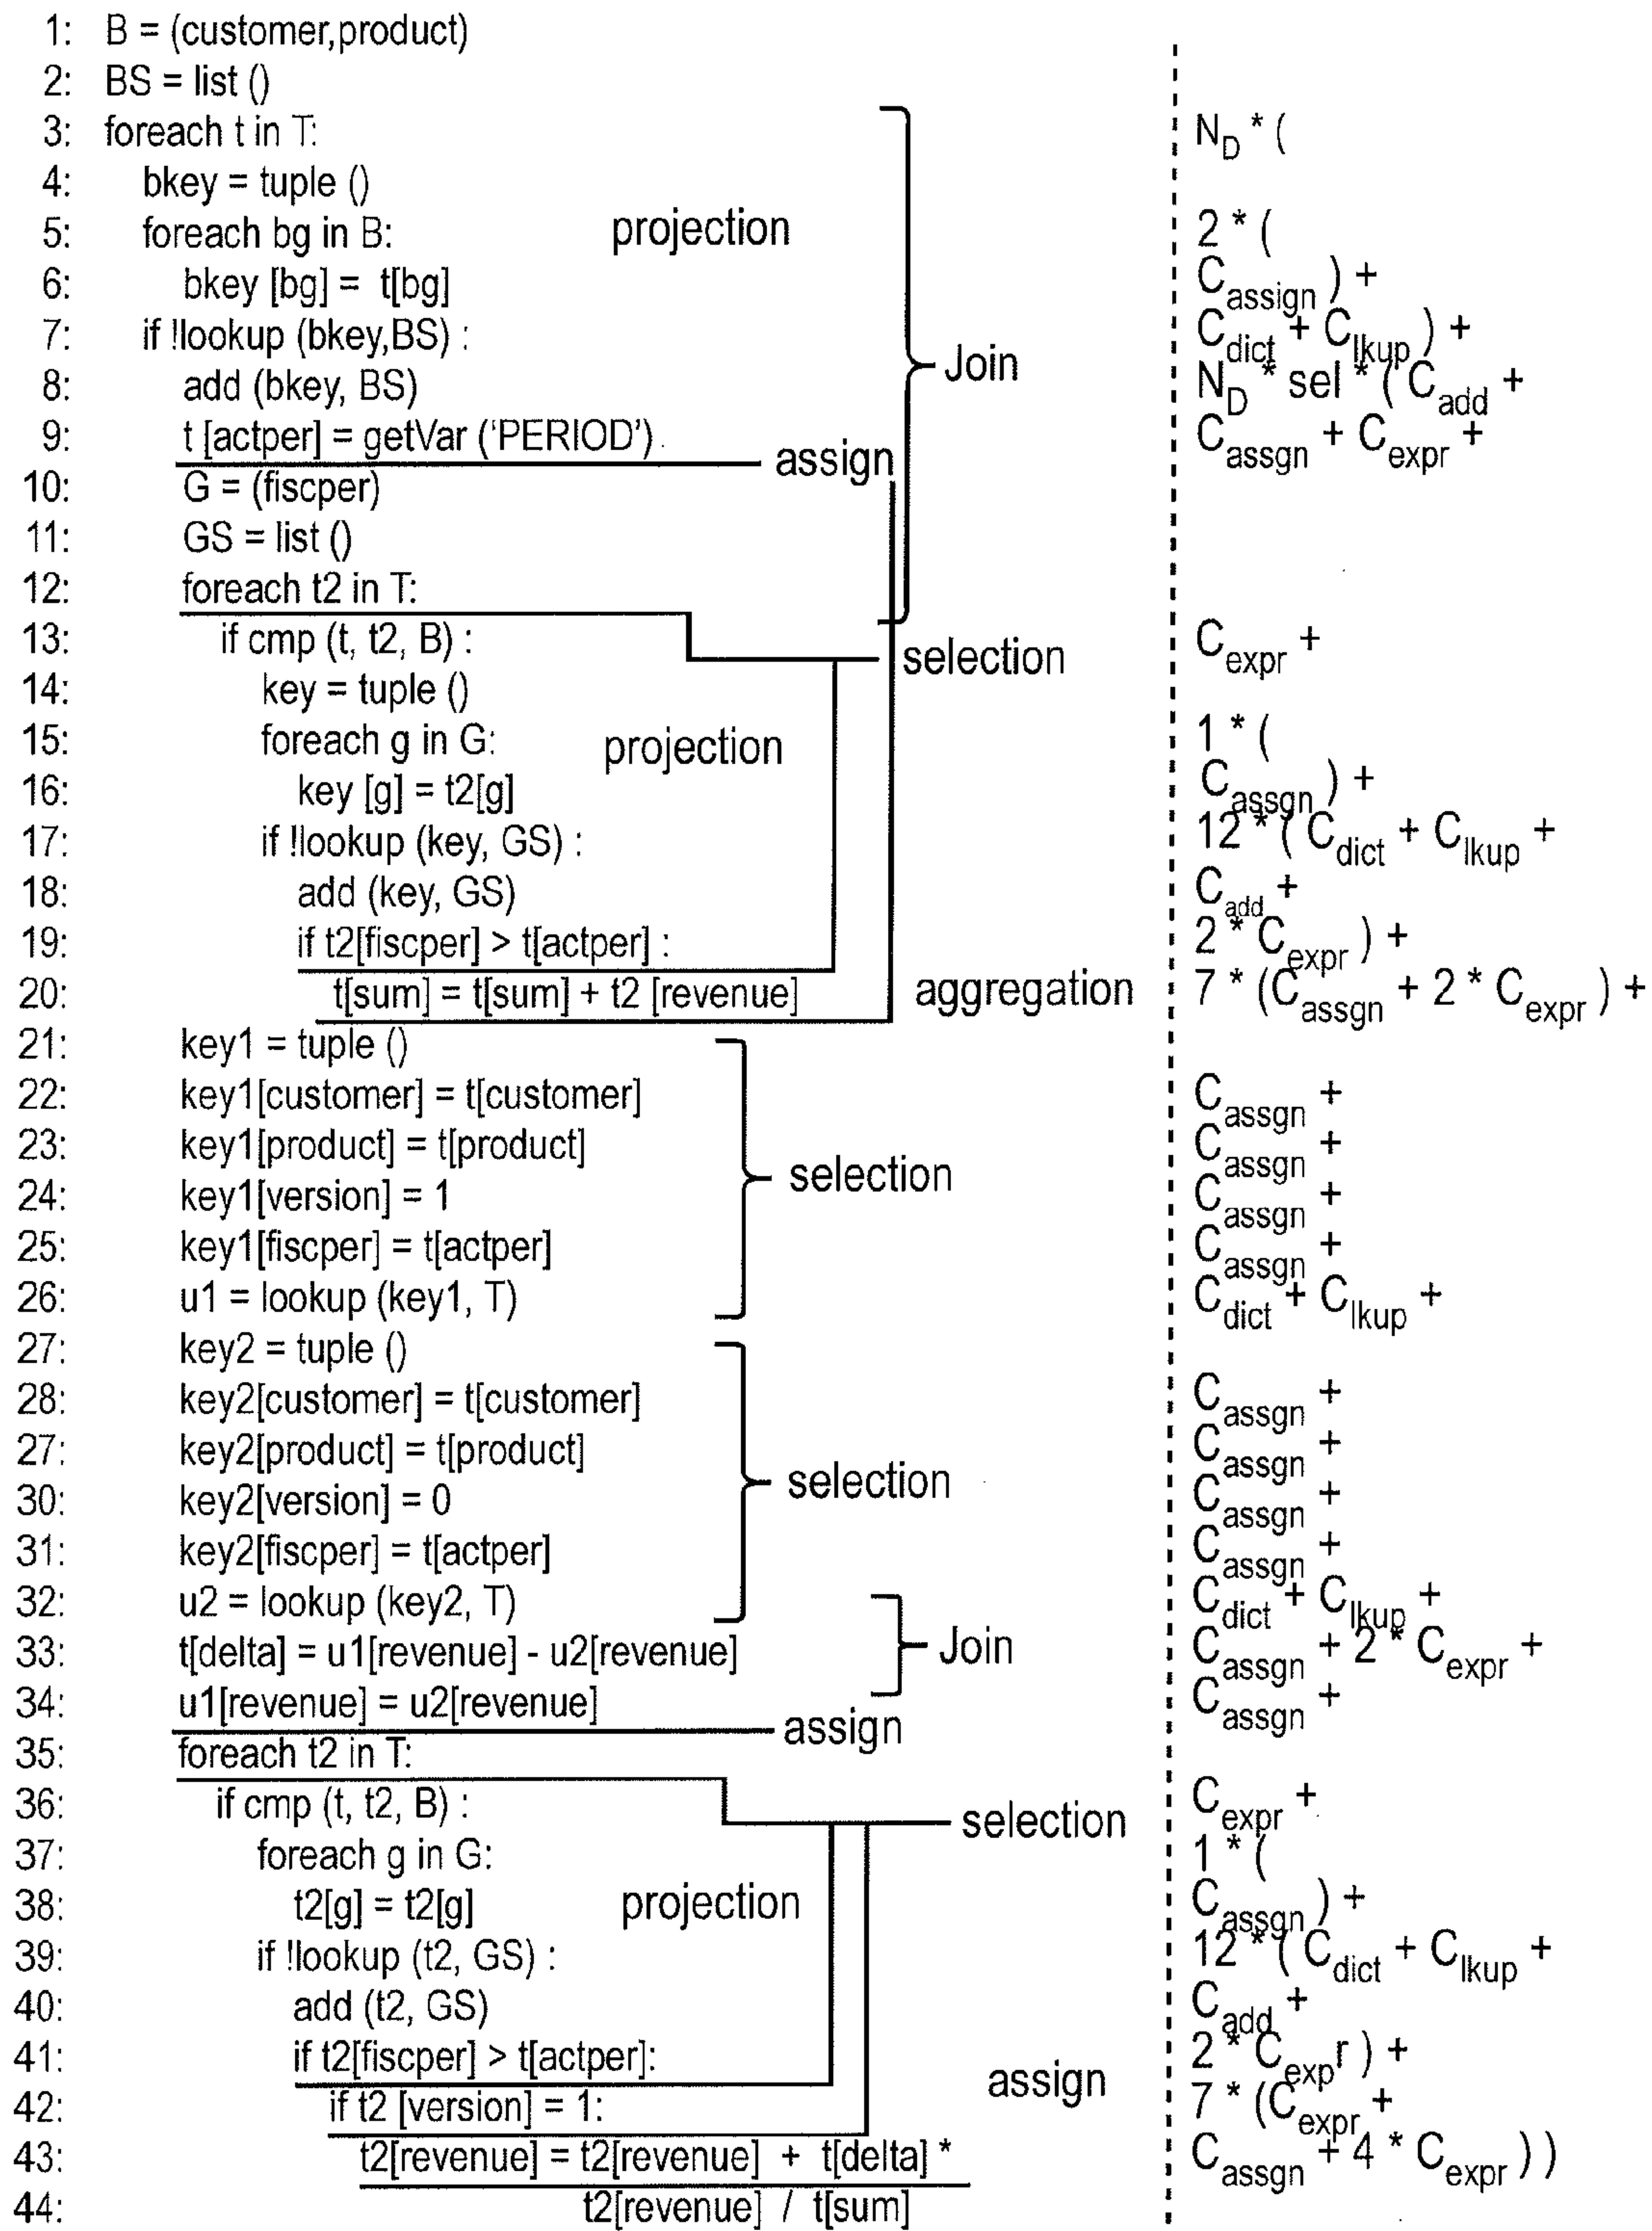 1: B = (customer,product)
2: BS = list ()
3: foreach t in T: N_D * (
4: bkey = tuple ()
5: foreach bg in B: projection 2 * (
6: bkey [bg] = t[bg] C_assign ) +
7: if !lookup (bkey,BS) : C_dict + C_lkup ) +
Join
8: add (bkey, BS) N_D * sel * ( C_add +
9: t [actper] = getVar (‘PERIOD’) C_assgn + C_expr +
assign
10: G = (fiscper)
11: GS = list ()
12: foreach t2 in T:
13: if cmp (t, t2, B) : selection C_expr +
14: key = tuple ()
15: foreach g in G: projection 1 * (
16: key [g] = t2[g] C_assgn ) +
17: if !lookup (key, GS) : 12 * ( C_dict + C_lkup +
18: add (key, GS) C_add +
19: if t2[fiscper] > t[actper] : 2 * C_expr ) +
20: t[sum] = t[sum] + t2 [revenue] aggregation 7 * (C_assgn + 2 * C_expr ) +
21: key1 = tuple ()
22: key1[customer] = t[customer] C_assgn +
23: key1[product] = t[product] C_assgn +
selection
24: key1[version] = 1 C_assgn +
25: key1[fiscper] = t[actper] C_assgn +
26: u1 = lookup (key1, T) C_dict + C_lkup +
27: key2 = tuple ()
28: key2[customer] = t[customer] C_assgn +
27: key2[product] = t[product] C_assgn +
selection
30: key2[version] = 0 C_assgn +
31: key2[fiscper] = t[actper] C_assgn +
32: u2 = lookup (key2, T) C_dict + C_lkup +
33: t[delta] = u1[revenue] - u2[revenue] Join C_assgn + 2 * C_expr +
34: u1[revenue] = u2[revenue] C_assgn +
assign
35: foreach t2 in T:
36: if cmp (t, t2, B) : selection C_expr +
37: foreach g in G: 1 * (
38: t2[g] = t2[g] projection C_assgn ) +
39: if !lookup (t2, GS) : 12 * ( C_dict + C_lkup +
40: add (t2, GS) C_add +
41: if t2[fiscper] > t[actper]: 2 * C_expr ) +
assign
42: if t2 [version] = 1: 7 * (C_expr +
43: t2[revenue] = t2[revenue] + t[delta] * C_assgn + 4 * C_expr ) )
44: t2[revenue] / t[sum]